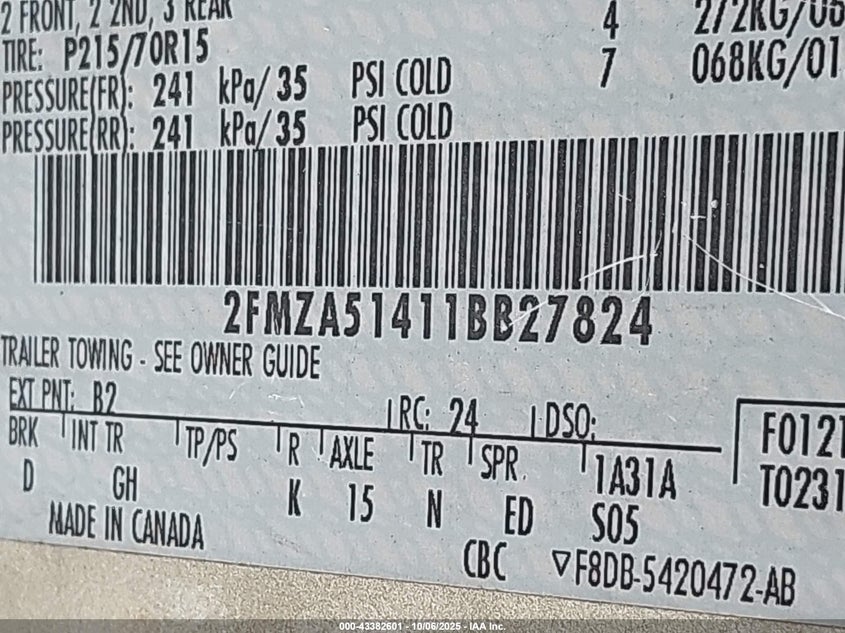 2 FRONT, 2 2ND, 3 REAR
TIRE: P215/70R15
PRESSURE(FR): 241 kPa/35 PSI COLD
PRESSURE(RR): 241 kPa/35 PSI COLD
4 272KG/06
7 068KG/01
2FMZA51411BB27824
TRAILER TOWING - SEE OWNER GUIDE
EXT PNT: B2 RC: 24 DSO:
BRK INT TR TP/PS R AXLE TR SPR
D GH K 15 N ED
1A31A
S05
F0121
T0231
MADE IN CANADA
CBC ▽F8DB-5420472-AB
000-43382601 - 10/06/2025 - IAA Inc.